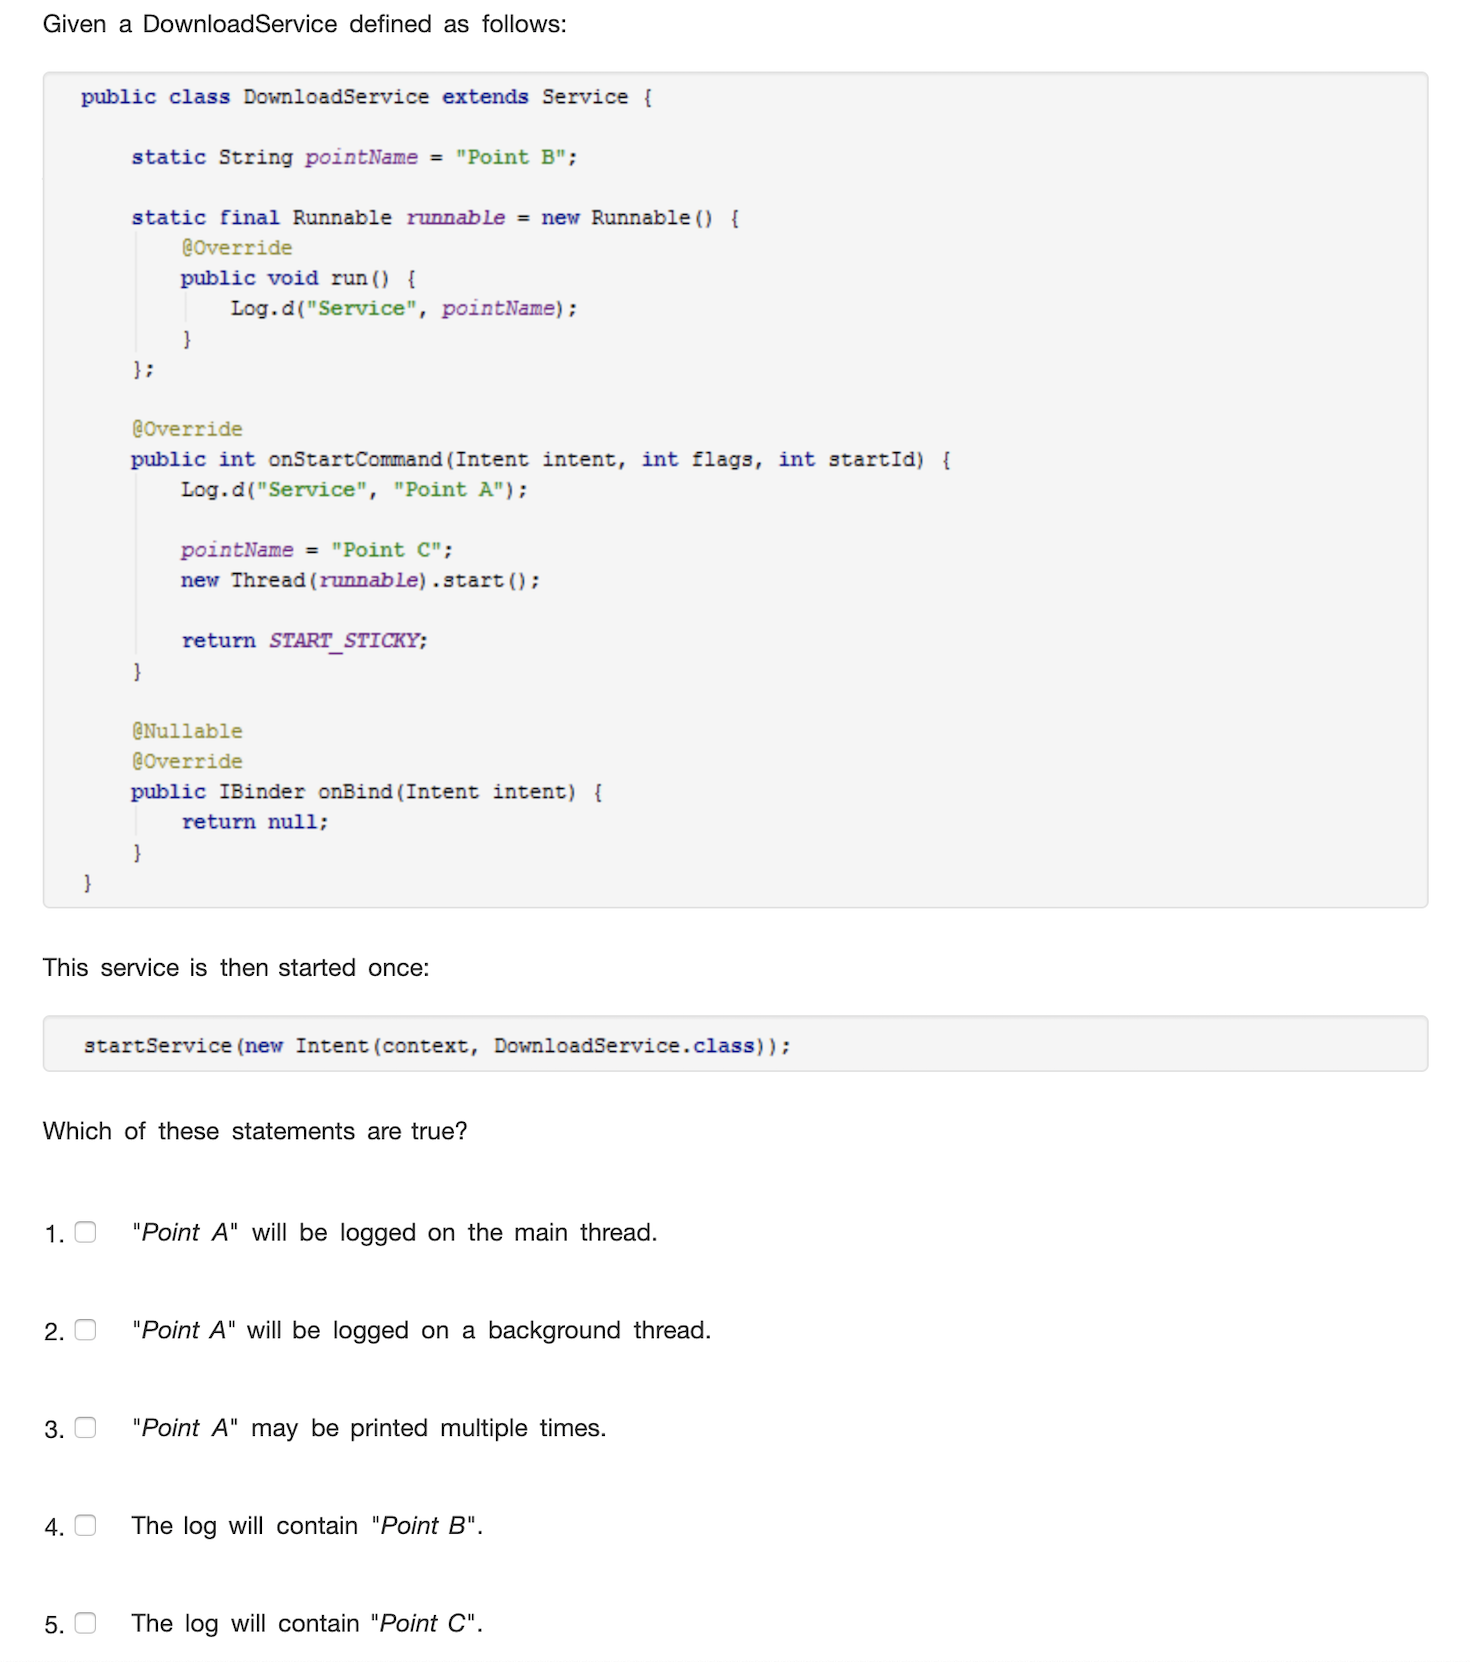 Given a DownloadService defined as follows:
public class DownloadService extends Service {
static String pointName = "Point B";
static final Runnable runnable = new Runnable() {
@Override
public void run() {
Log.d("Service", pointName);
}
};
@Override
public int onStartCommand(Intent intent, int flags, int startId) {
Log.d("Service", "Point A");
pointName = "Point C";
new Thread(runnable).start();
return START_STICKY;
}
@Nullable
@Override
public IBinder onBind(Intent intent) {
return null;
}
}
This service is then started once:
startService(new Intent(context, DownloadService.class));
Which of these statements are true?
1. "Point A" will be logged on the main thread.
2. "Point A" will be logged on a background thread.
3. "Point A" may be printed multiple times.
4. The log will contain "Point B".
5. The log will contain "Point C".